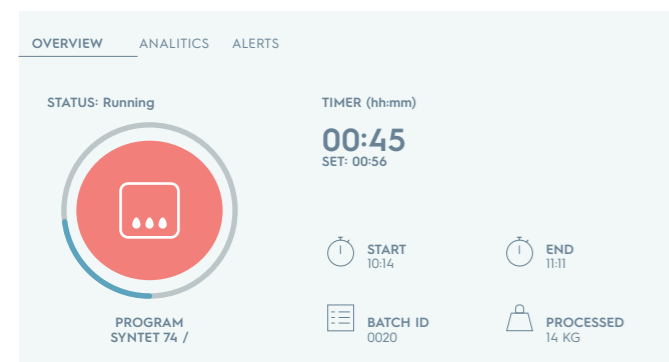 OVERVIEW ANALITICS ALERTS
STATUS: Running
TIMER (hh:mm)
00:45
SET: 00:56
START
10:14
END
11:11
BATCH ID
0020
PROCESSED
14 KG
PROGRAM
SYNTET 74 /